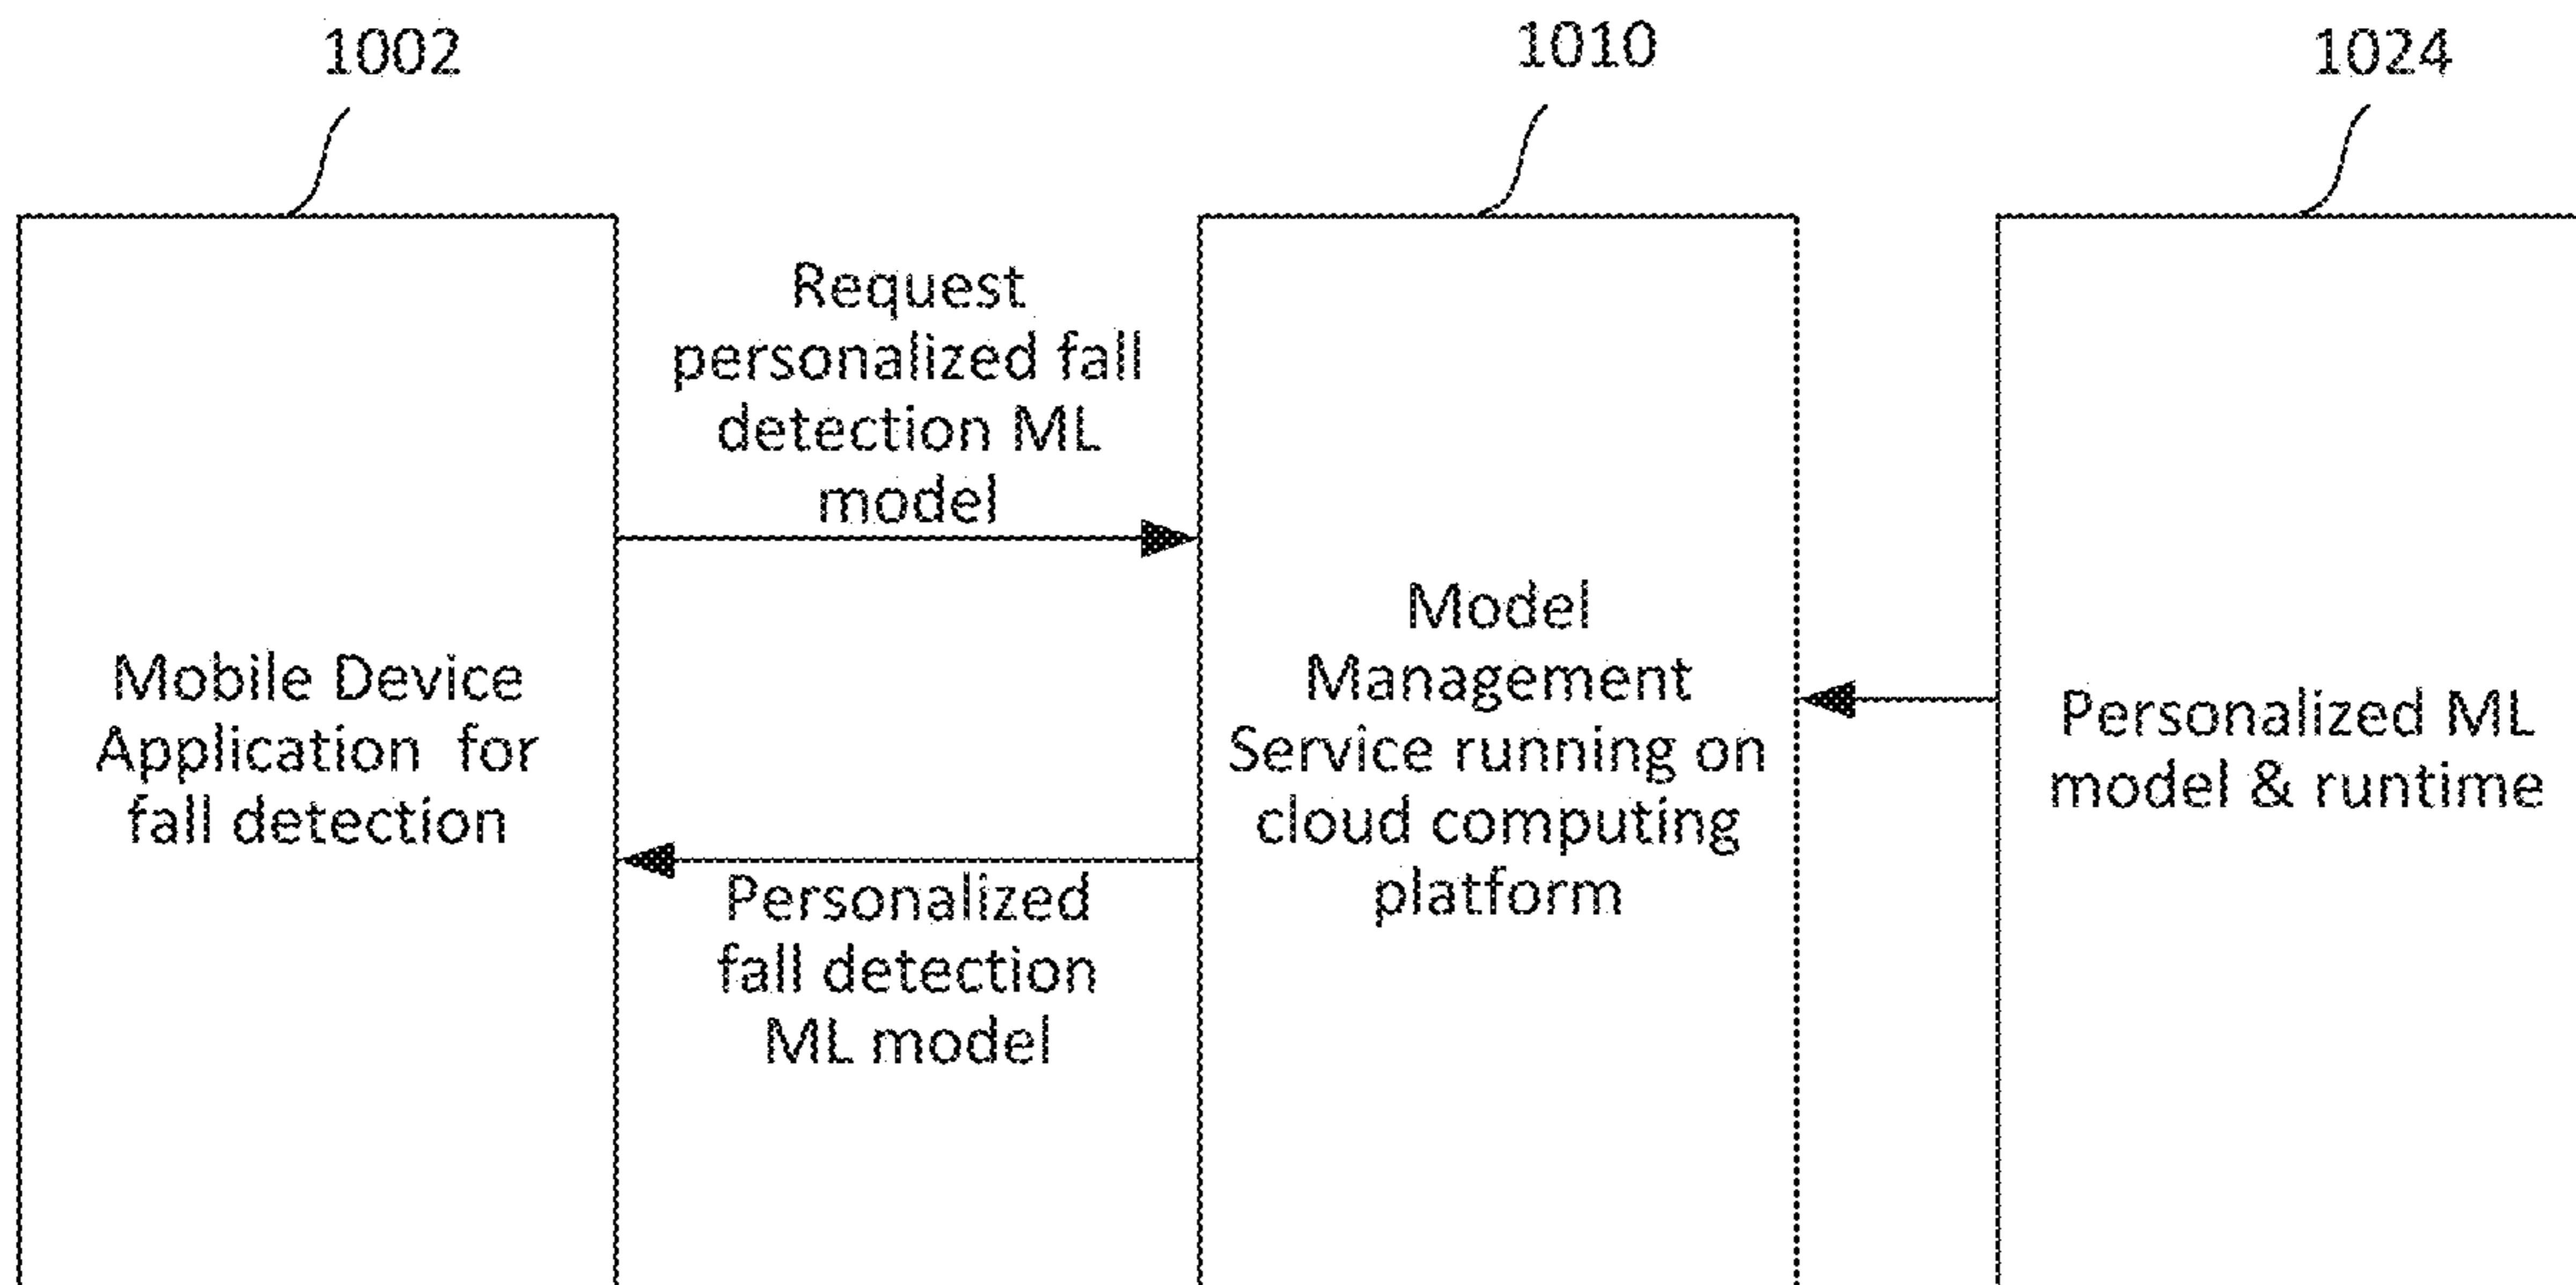 1002
1010
1024
Request
personalized fall
detection ML
model
Mobile Device
Application for
fall detection
Personalized
fall detection
ML model
Model
Management
Service running on
cloud computing
platform
Personalized ML
model & runtime